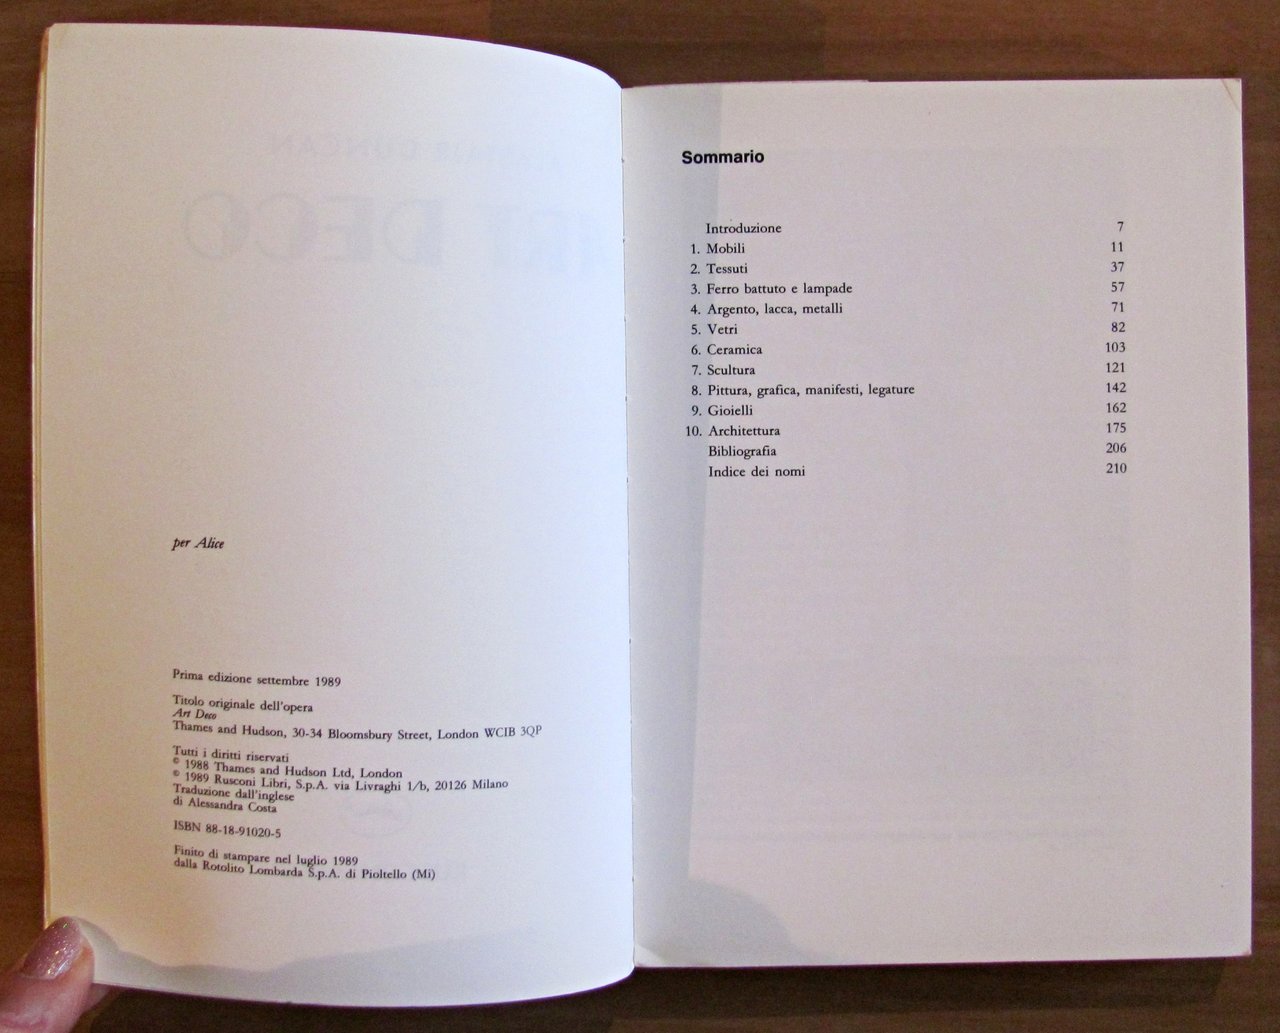 per Alice
Prima edizione settembre 1989
Titolo originale dell'opera
Art Deco
Thames and Hudson, 30-34 Bloomsbury Street, London WCIB 3QP
Tutti i diritti riservati
© 1988 Thames and Hudson Ltd, London
© 1989 Rusconi Libri, S.p.A. via Livraghi 1/b, 20126 Milano
Traduzione dall'inglese
di Alessandra Costa
ISBN 88-18-91020-5
Finito di stampare nel luglio 1989
dalla Rotolito Lombarda S.p.A. di Pioltello (Mi)
Sommario
Introduzione 7
1. Mobili 11
2. Tessuti 37
3. Ferro battuto e lampade 57
4. Argento, lacca, metalli 71
5. Vetri 82
6. Ceramica 103
7. Scultura 121
8. Pittura, grafica, manifesti, legature 142
9. Gioielli 162
10. Architettura 175
Bibliografia 206
Indice dei nomi 210